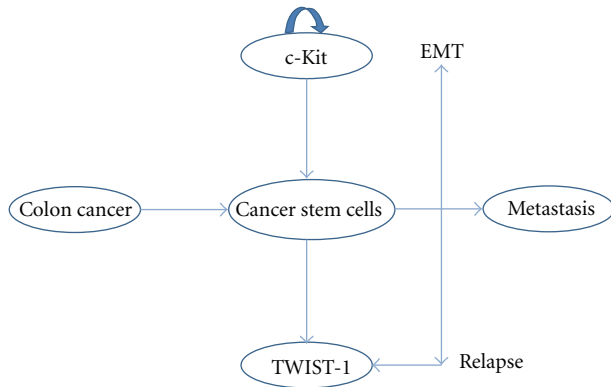 c-Kit
EMT
Colon cancer
Cancer stem cells
Metastasis
TWIST-1
Relapse